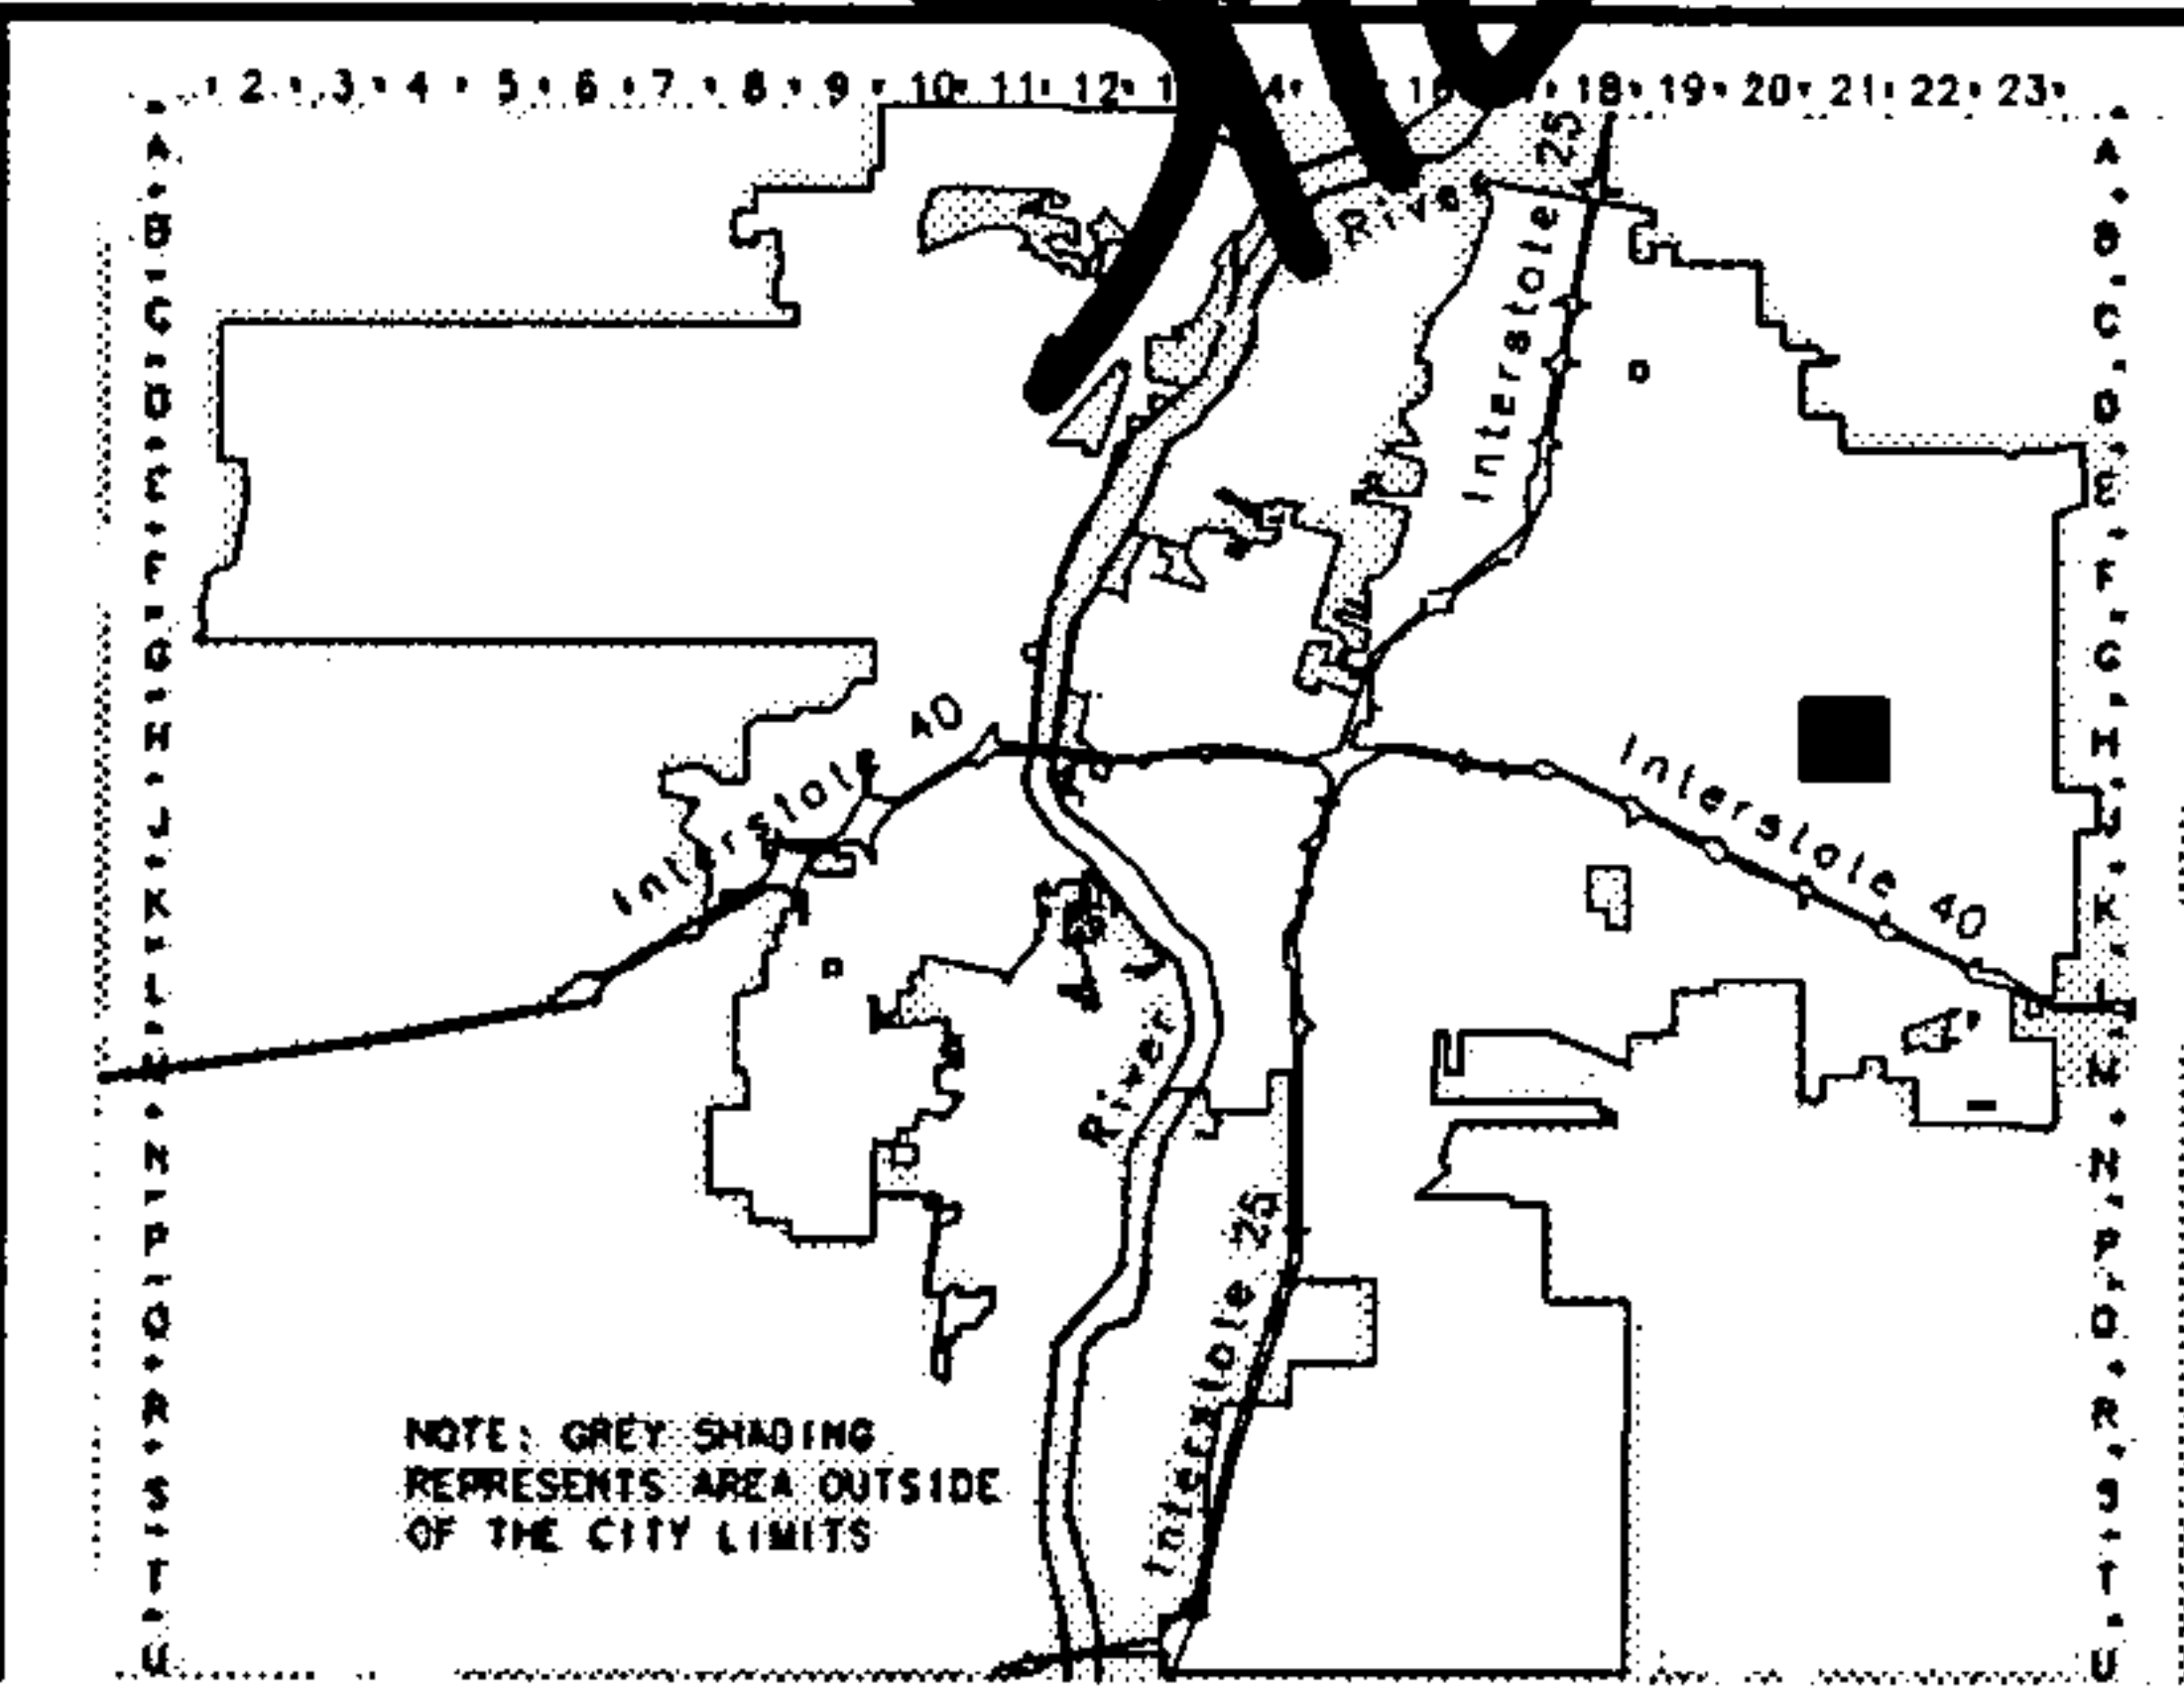 2 3 4 5 6 7 8 9 10 11 12 18 19 20 21 22 23
A A
B B
C C
D D
E E
F F
G G
H H
J J
K K
L L
M M
N N
P P
Q Q
R R
S S
T T
U U
25
Interstate
River
Interstate 40
Interstate 40
River
Interstate 25
NOTE: GREY SHADING
REPRESENTS AREA OUTSIDE
OF THE CITY LIMITS